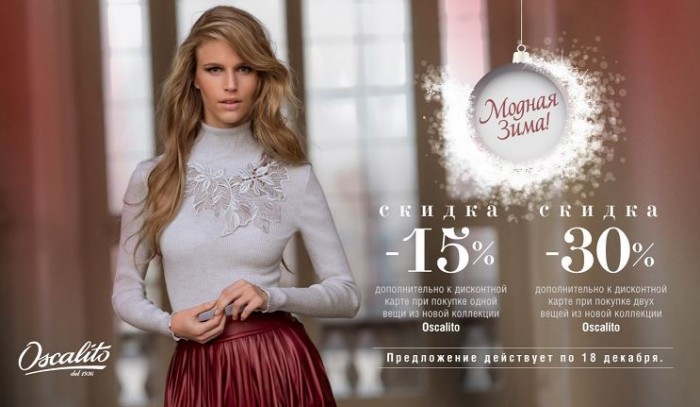 Модная
Зима!
скидка
-15%
дополнительно к дисконтной
карте при покупке одной
вещи из новой коллекции
Oscalito
скидка
-30%
дополнительно к дисконтной
карте при покупке двух
вещей из новой коллекции
Oscalito
Предложение действует по 18 декабря.
Oscalito
dal 1936